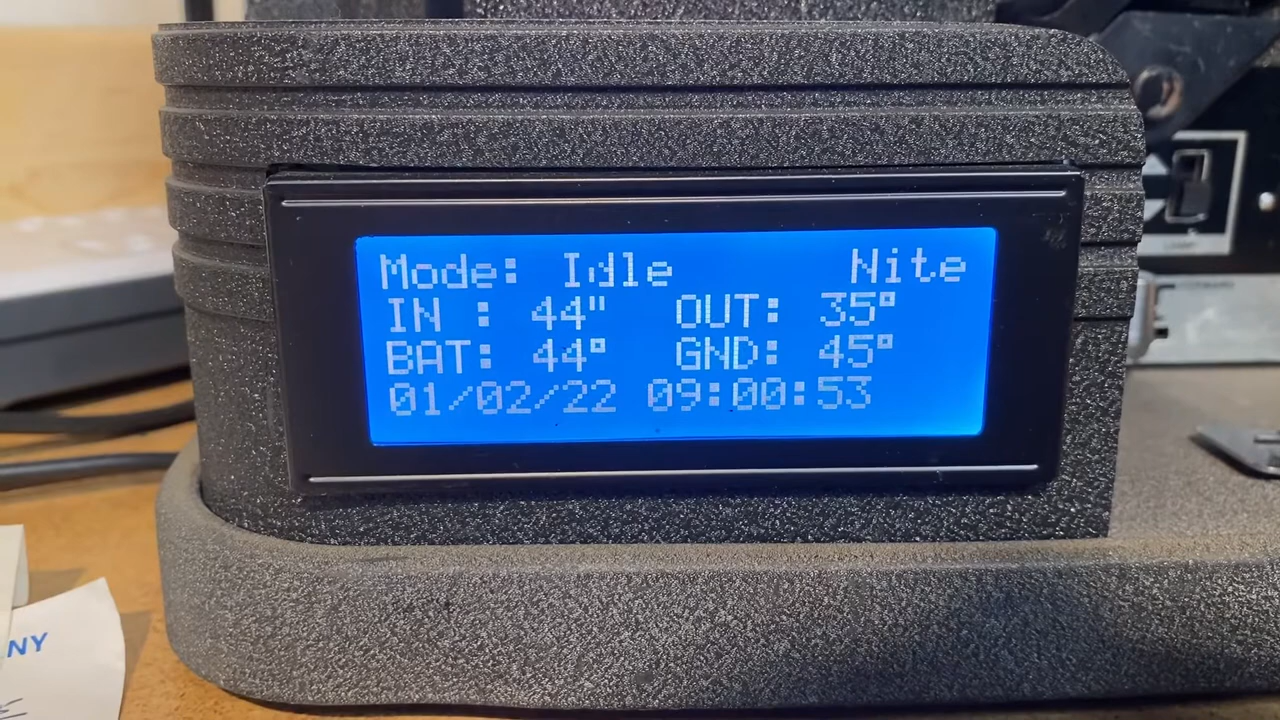 Mode: Idle Nite
IN : 44" OUT: 35°
BAT: 44° GND: 45°
01/02/22 09:00:53
NY